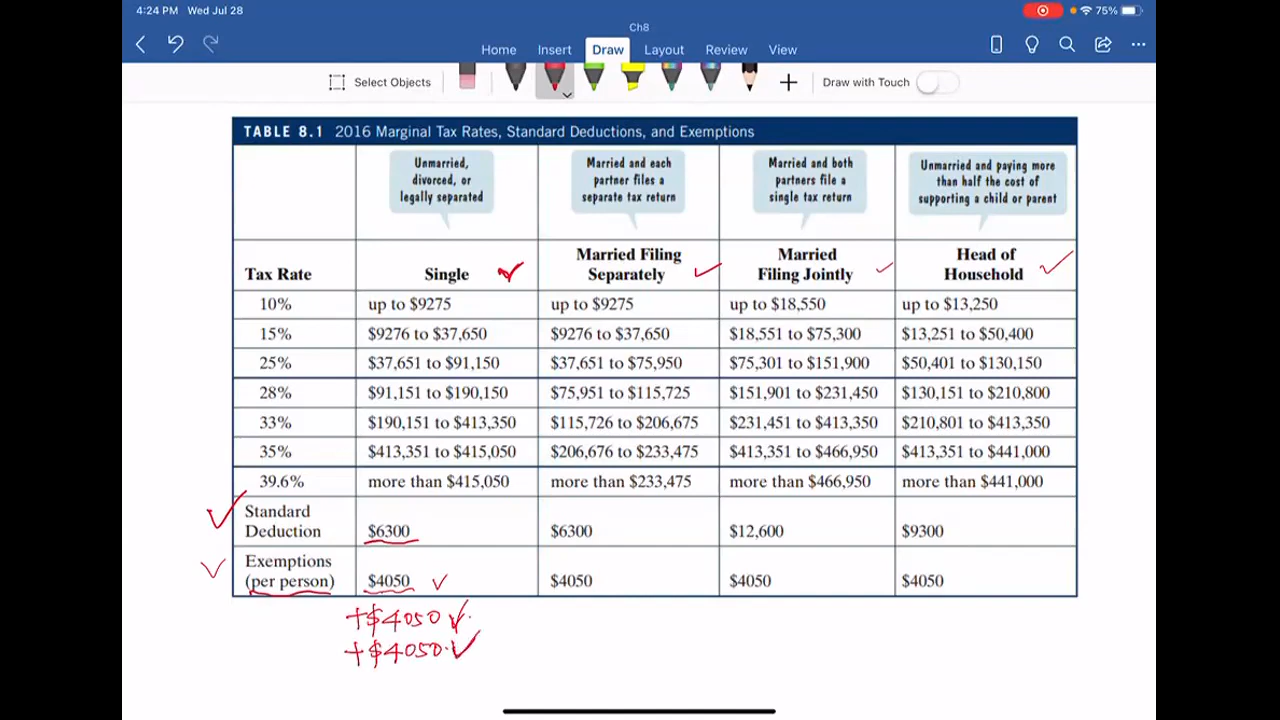 4:24 PM Wed Jul 28
75%
Ch8
Home Insert Draw Layout Review View
Select Objects
Draw with Touch
TABLE 8.1 2016 Marginal Tax Rates, Standard Deductions, and Exemptions
Unmarried, divorced, or legally separated
Married and each partner files a separate tax return
Married and both partners file a single tax return
Unmarried and paying more than half the cost of supporting a child or parent
Tax Rate Single Married Filing Separately Married Filing Jointly Head of Household
10% up to $9275 up to $9275 up to $18,550 up to $13,250
15% $9276 to $37,650 $9276 to $37,650 $18,551 to $75,300 $13,251 to $50,400
25% $37,651 to $91,150 $37,651 to $75,950 $75,301 to $151,900 $50,401 to $130,150
28% $91,151 to $190,150 $75,951 to $115,725 $151,901 to $231,450 $130,151 to $210,800
33% $190,151 to $413,350 $115,726 to $206,675 $231,451 to $413,350 $210,801 to $413,350
35% $413,351 to $415,050 $206,676 to $233,475 $413,351 to $466,950 $413,351 to $441,000
39.6% more than $415,050 more than $233,475 more than $466,950 more than $441,000
Standard Deduction $6300 $6300 $12,600 $9300
Exemptions (per person) $4050 $4050 $4050 $4050
+$4050
+$4050